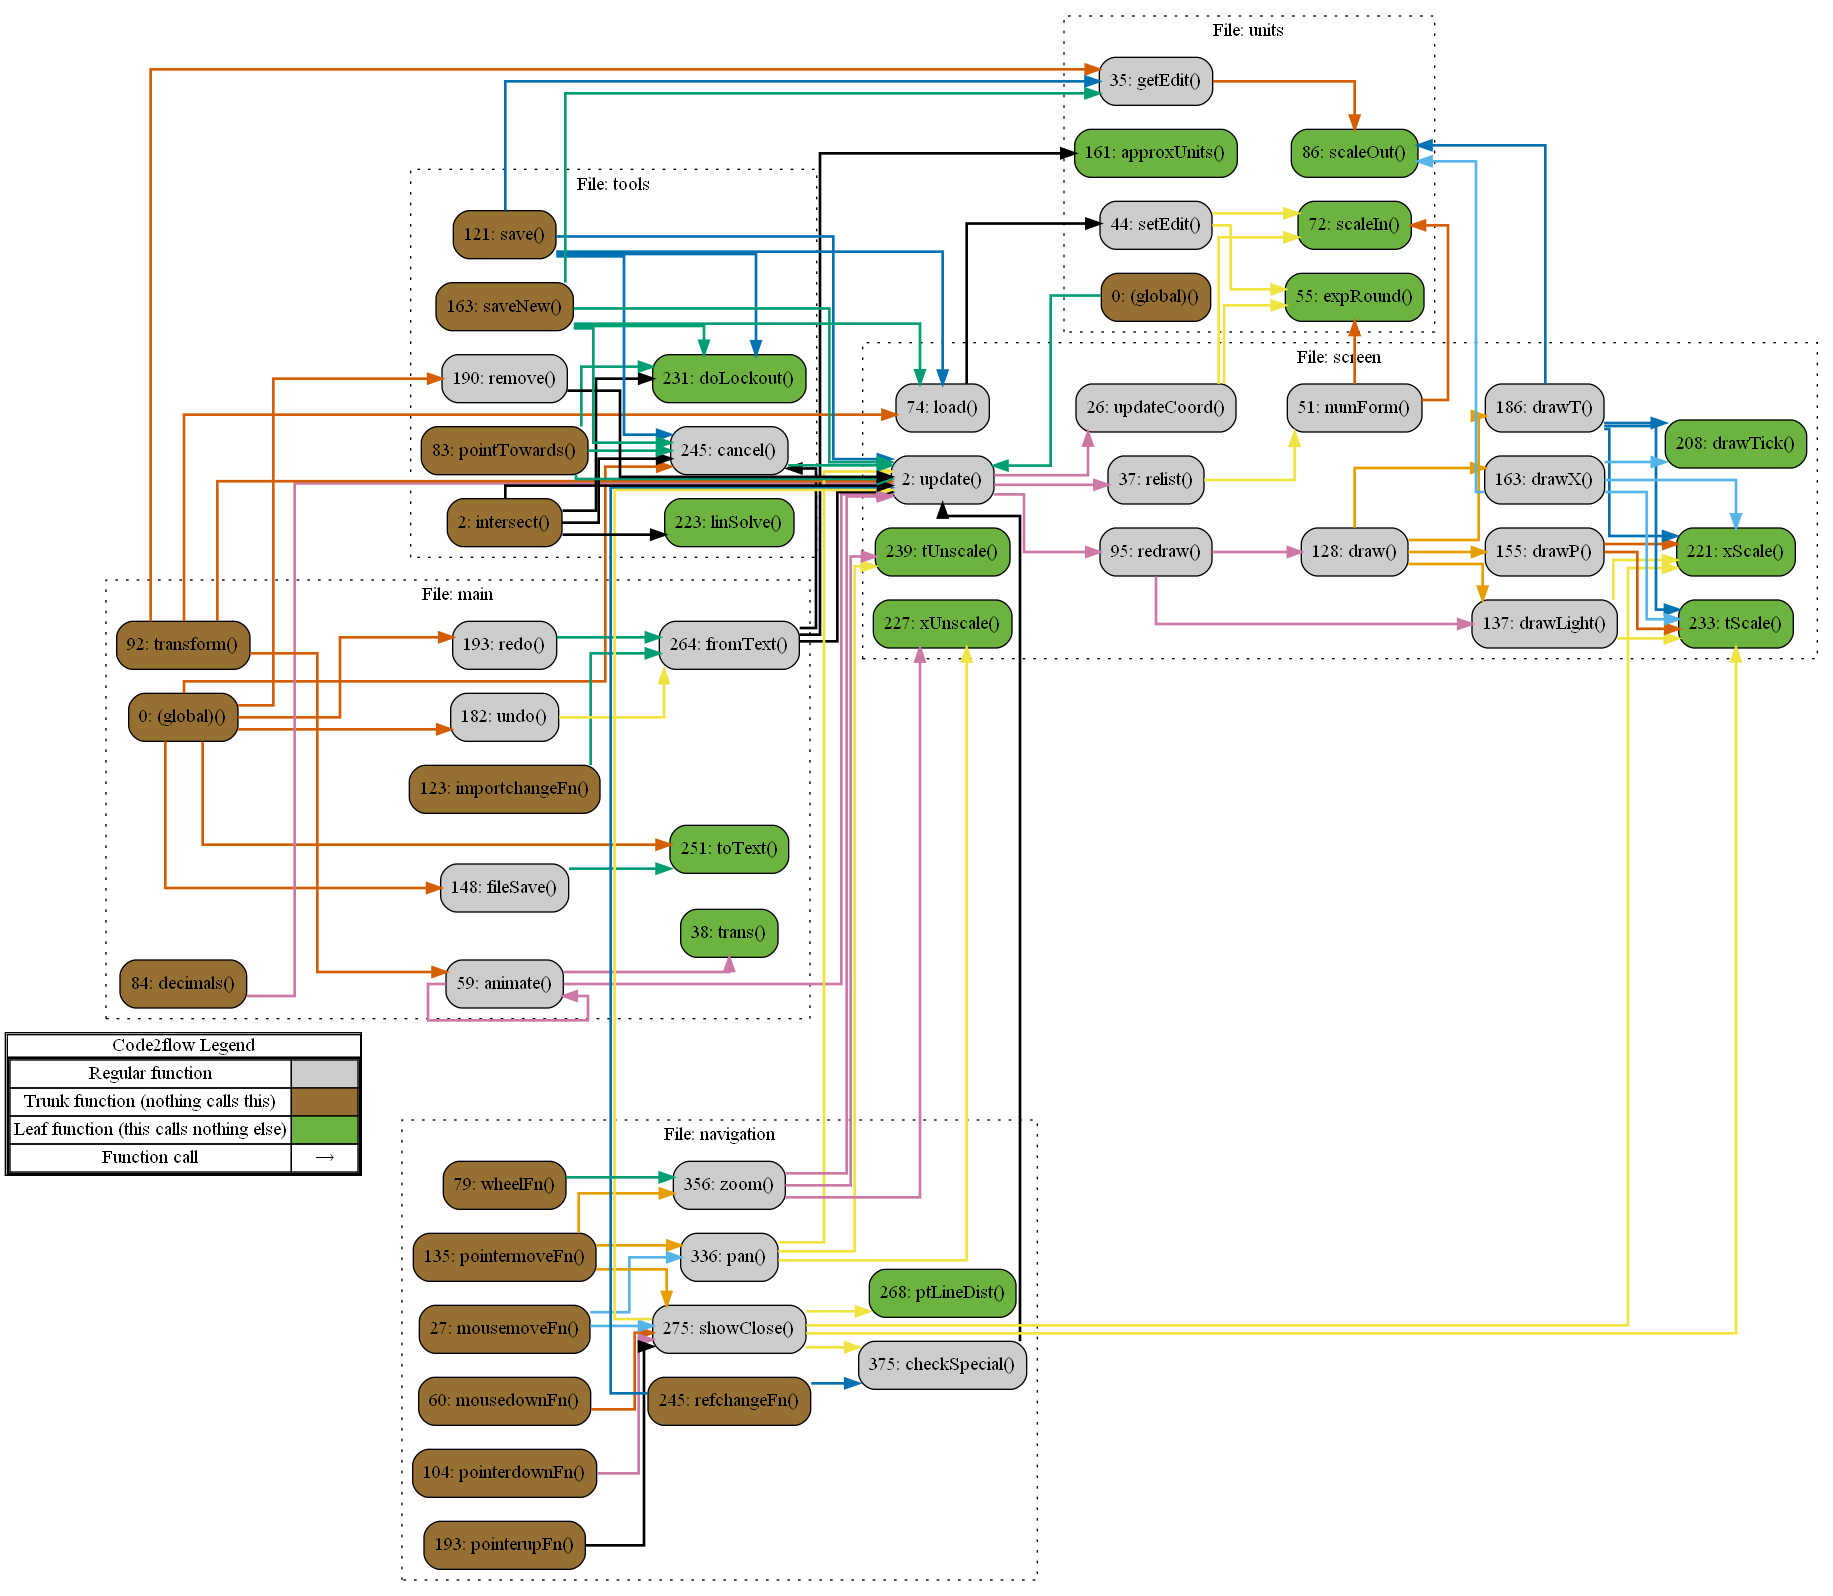 File: units
35: getEdit()
161: approxUnits()
86: scaleOut()
44: setEdit()
72: scaleIn()
0: (global)()
55: expRound()
File: tools
121: save()
163: saveNew()
190: remove()
231: doLockout()
83: pointTowards()
245: cancel()
2: intersect()
223: linSolve()
File: screen
74: load()
26: updateCoord()
51: numForm()
186: drawT()
208: drawTick()
2: update()
37: relist()
163: drawX()
239: tUnscale()
95: redraw()
128: draw()
155: drawP()
221: xScale()
227: xUnscale()
137: drawLight()
233: tScale()
File: main
92: transform()
193: redo()
264: fromText()
0: (global)()
182: undo()
123: importchangeFn()
251: toText()
148: fileSave()
38: trans()
84: decimals()
59: animate()
Code2flow Legend
Regular function
Trunk function (nothing calls this)
Leaf function (this calls nothing else)
Function call →
File: navigation
79: wheelFn()
356: zoom()
135: pointermoveFn()
336: pan()
268: ptLineDist()
27: mousemoveFn()
275: showClose()
375: checkSpecial()
60: mousedownFn()
245: refchangeFn()
104: pointerdownFn()
193: pointerupFn()